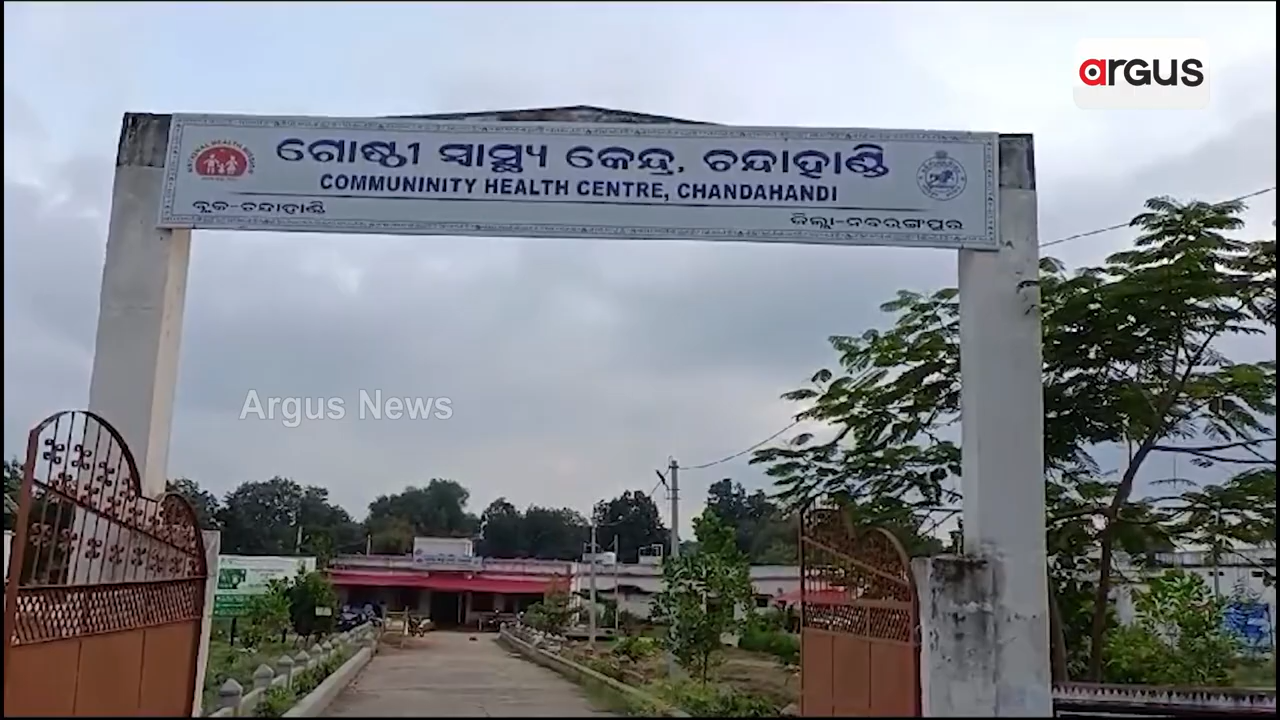 argus
ଗୋଷ୍ଠୀ ସ୍ୱାସ୍ଥ୍ୟ କେନ୍ଦ୍ର, ଚନ୍ଦାହାଣ୍ଡି
COMMUNINITY HEALTH CENTRE, CHANDAHANDI
ବ୍ଲକ-ଚନ୍ଦାହାଣ୍ଡି
ଜିଲ୍ଲା-ନବରଙ୍ଗପୁର
Argus News